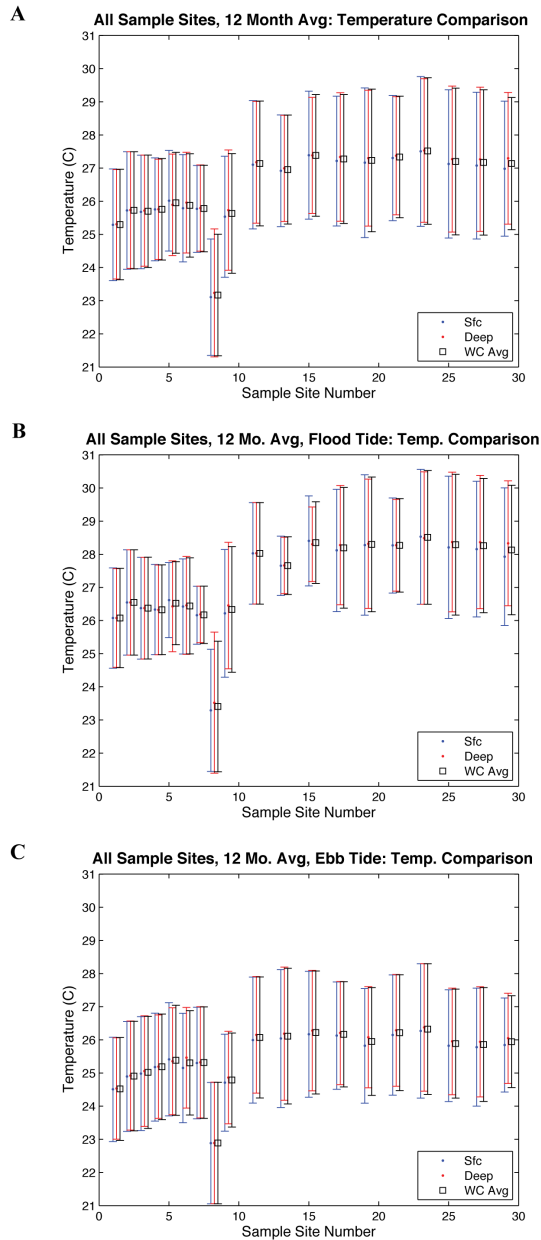 A
All Sample Sites, 12 Month Avg: Temperature Comparison
31
30
29
28
27
26
25
24
23
22
21
Temperature (C)
0
5
10
15
20
25
30
Sample Site Number
Sfc
Deep
WC Avg
B
All Sample Sites, 12 Mo. Avg, Flood Tide: Temp. Comparison
31
30
29
28
27
26
25
24
23
22
21
Temperature (C)
0
5
10
15
20
25
30
Sample Site Number
Sfc
Deep
WC Avg
C
All Sample Sites, 12 Mo. Avg, Ebb Tide: Temp. Comparison
31
30
29
28
27
26
25
24
23
22
21
Temperature (C)
0
5
10
15
20
25
30
Sample Site Number
Sfc
Deep
WC Avg